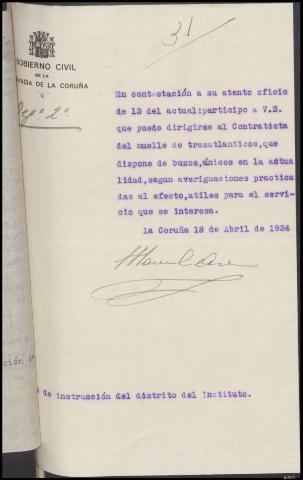 31
GOBIERNO CIVIL
DE LA
VINCIA DE LA CORUÑA
Neg.º 2º
En contestación a su atento oficio
de 13 del actual:participo a V.S.
que puede dirigirse al Contratista
del muelle de trasatlanticos,que
dispone de buzos,únicos en la actua
lidad,segun averiguaciones practica
das al efecto,utiles para el servi-
cio que se interesa.
La Coruña 18 de Abril de 1934
ción
de instrucción del distrito del Instituto.